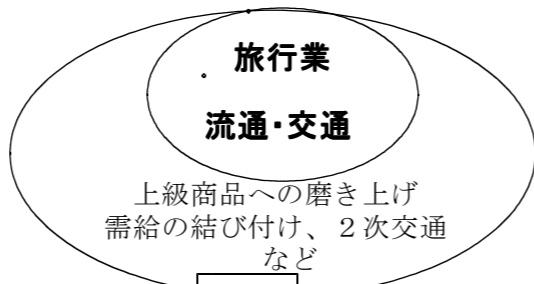 旅行業
流通・交通
上級商品への磨き上げ
需給の結び付け、２次交通
など